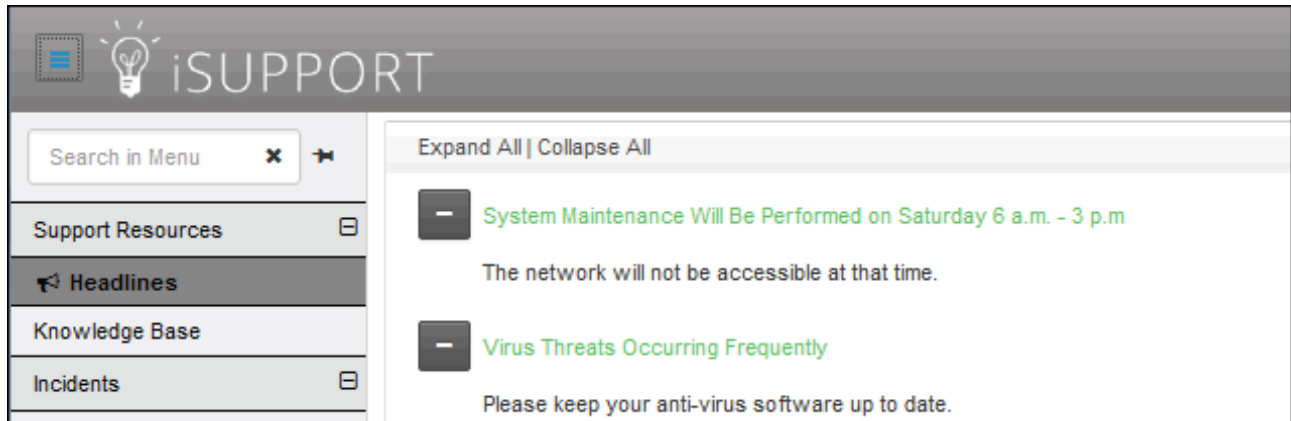 iSUPPORT
Search in Menu
Support Resources
Headlines
Knowledge Base
Incidents
Expand All | Collapse All
System Maintenance Will Be Performed on Saturday 6 a.m. - 3 p.m
The network will not be accessible at that time.
Virus Threats Occurring Frequently
Please keep your anti-virus software up to date.